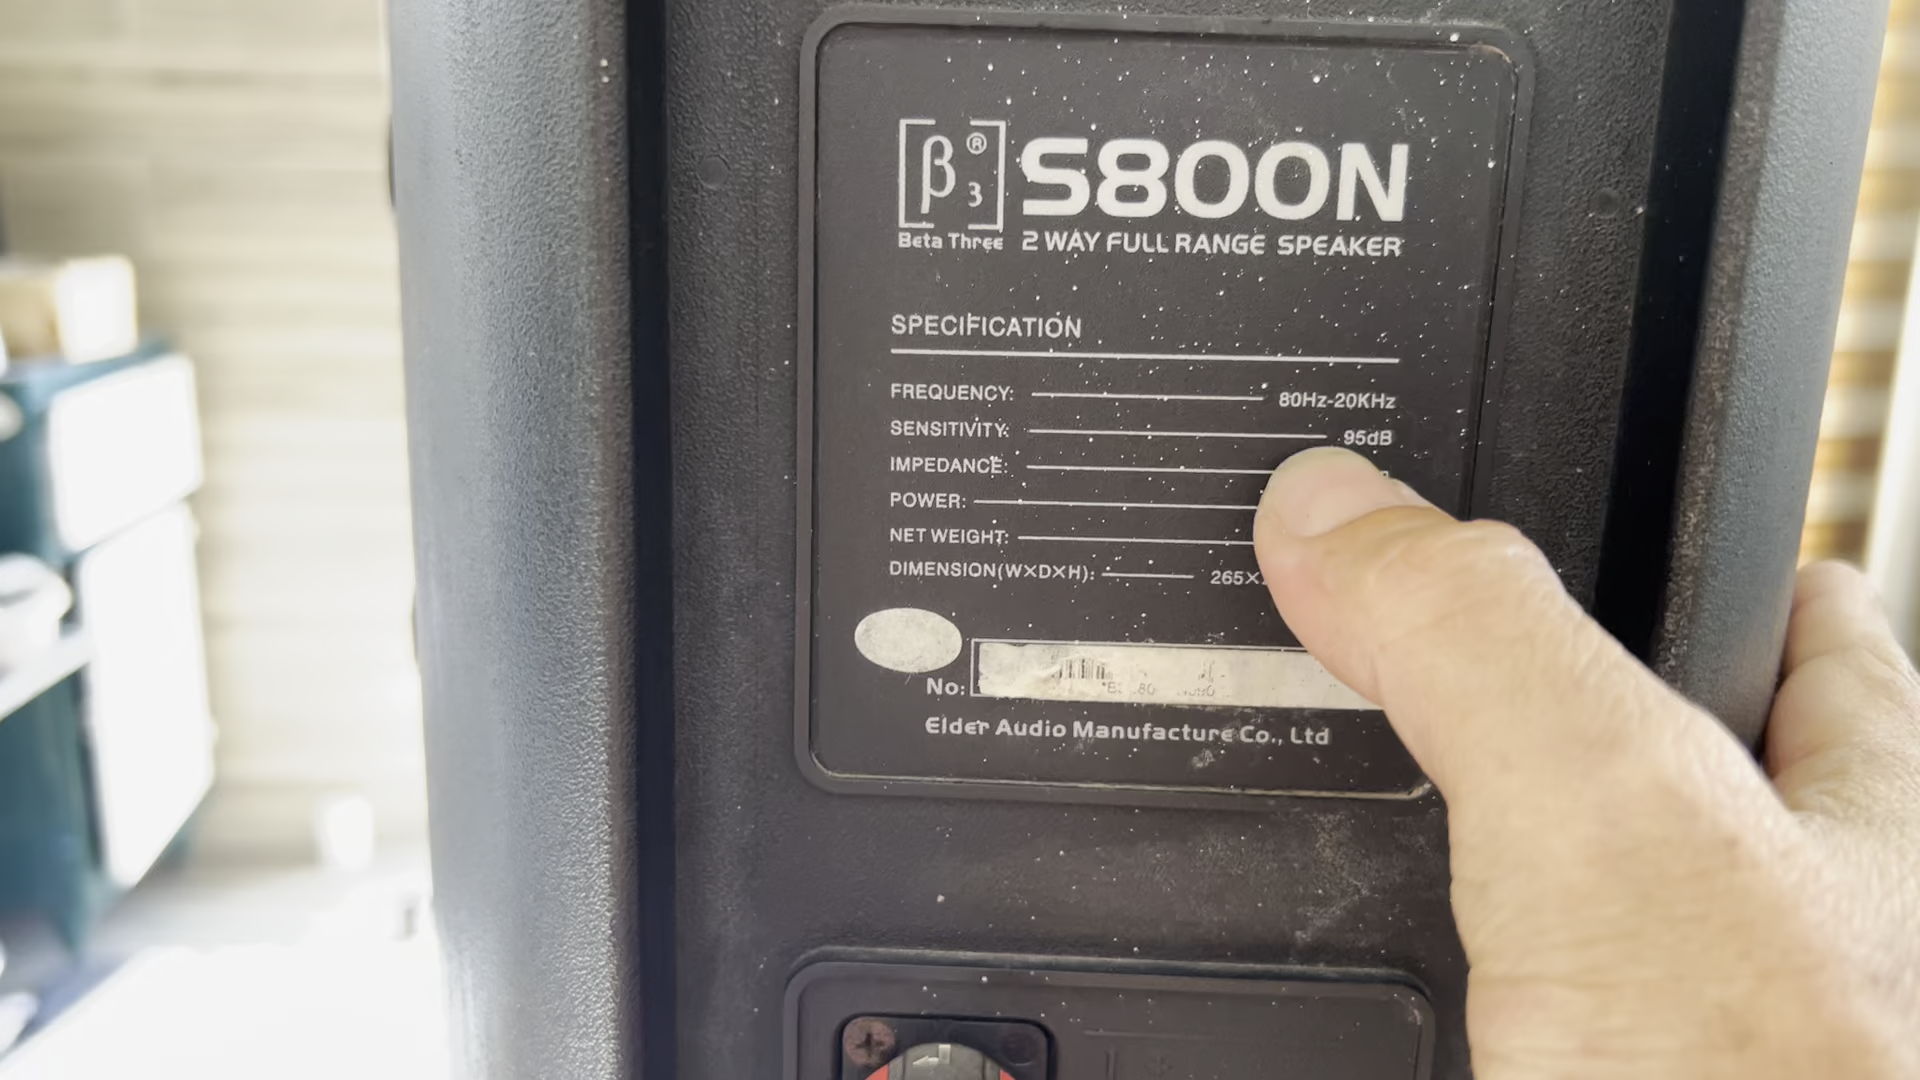 β ® 3 S800N
Beta Three 2 WAY FULL RANGE SPEAKER
SPECIFICATION
FREQUENCY: 80Hz-20KHz
SENSITIVITY: 95dB
IMPEDANCE:
POWER:
NET WEIGHT:
DIMENSION(W×D×H): 265×
No:
Elder Audio Manufacture Co., Ltd